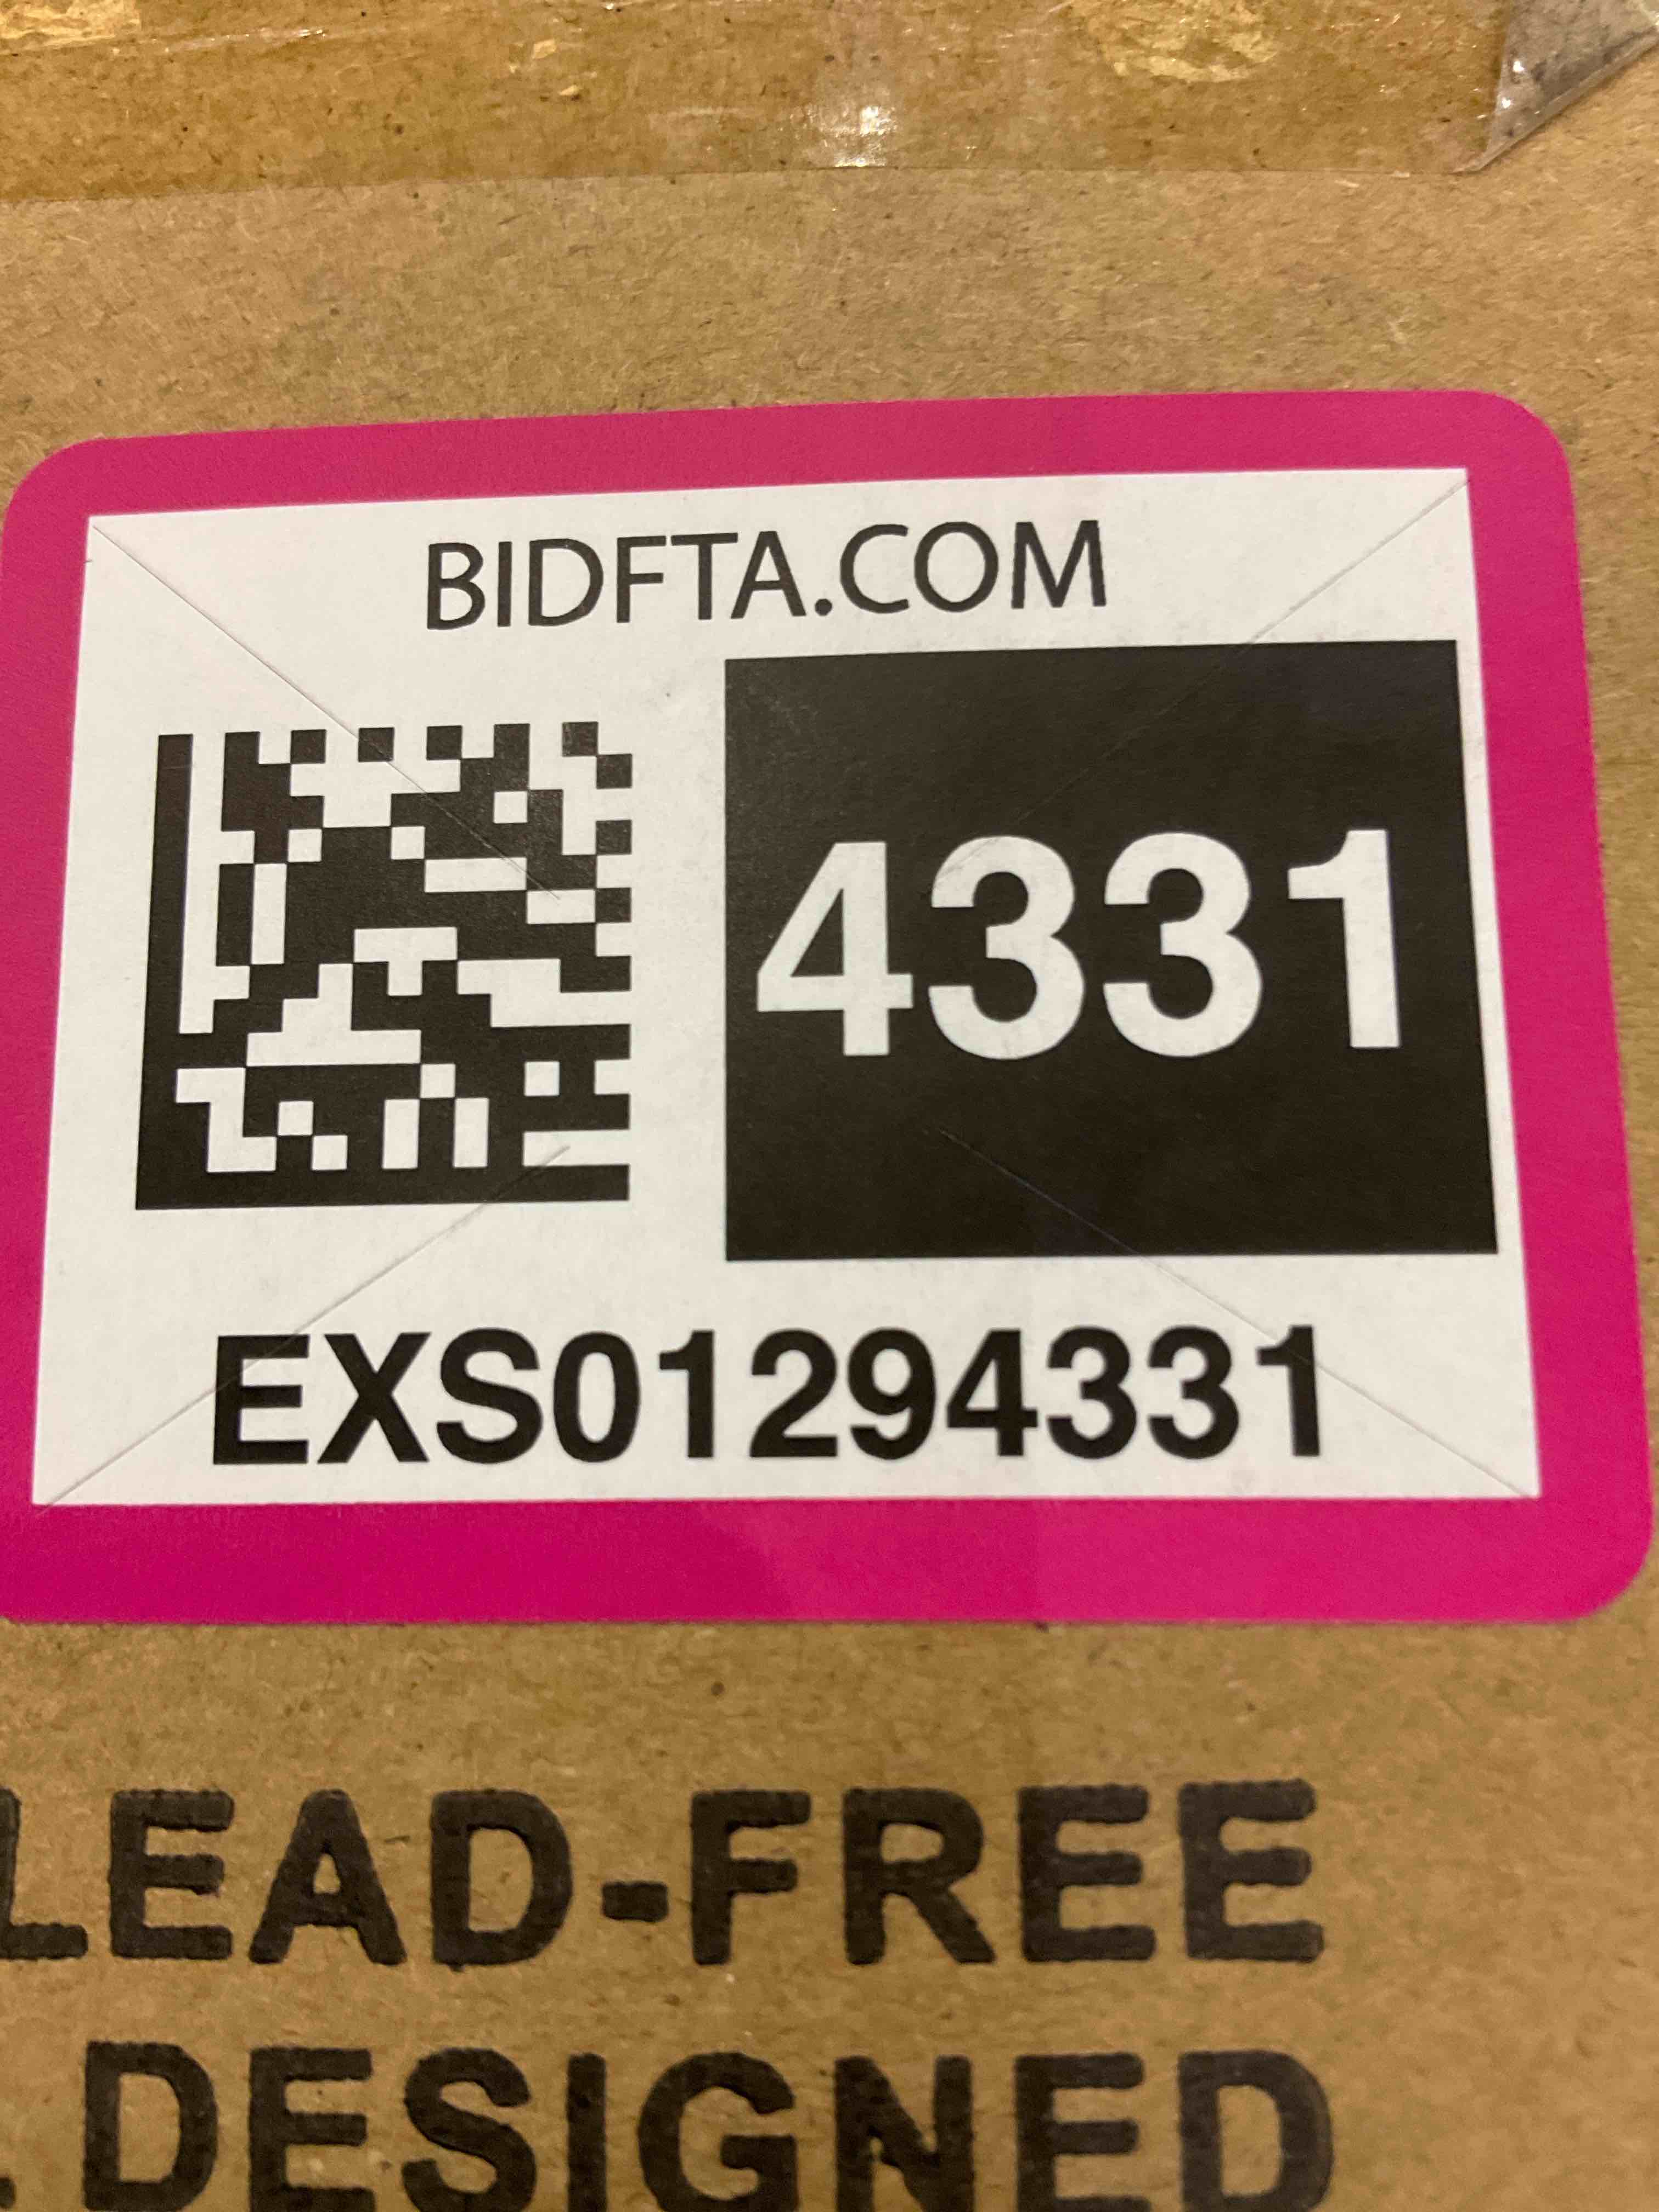 BIDFTA.COM
4331
EXS01294331
LEAD-FREE
. DESIGNED